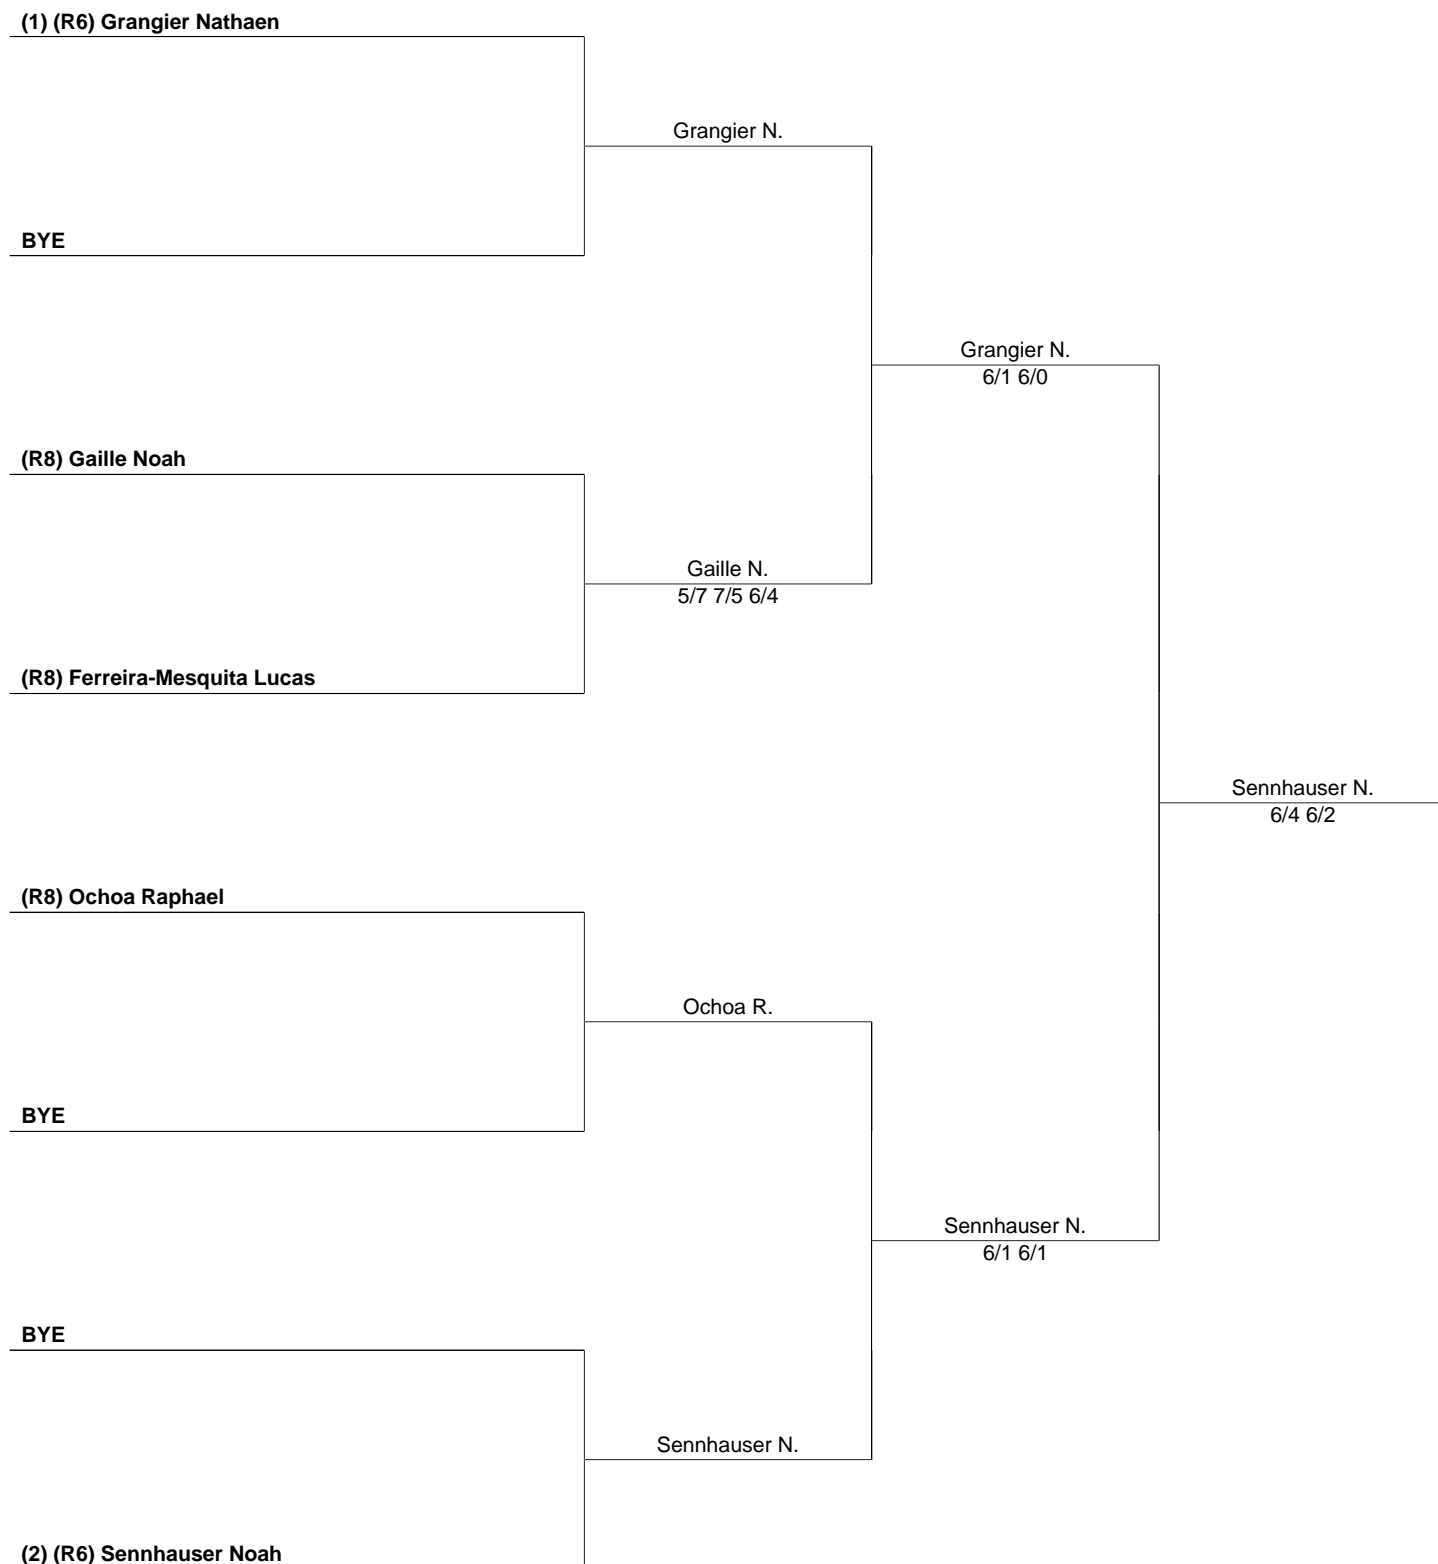 (1) (R6) Grangier Nathaen
Grangier N.
BYE
Grangier N.
6/1 6/0
(R8) Gaille Noah
Gaille N.
5/7 7/5 6/4
(R8) Ferreira-Mesquita Lucas
Sennhauser N.
6/4 6/2
(R8) Ochoa Raphael
Ochoa R.
BYE
Sennhauser N.
6/1 6/1
BYE
Sennhauser N.
(2) (R6) Sennhauser Noah